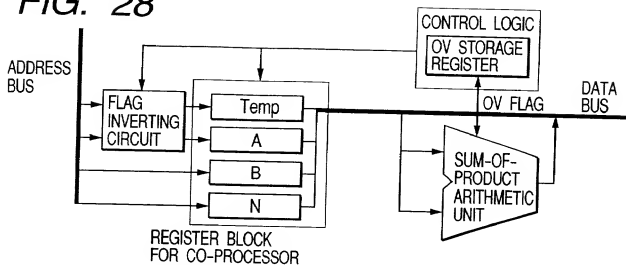 FIG. 28
CONTROL LOGIC
OV STORAGE
REGISTER
ADDRESS
BUS
FLAG
INVERTING
CIRCUIT
Temp
A
B
N
OV FLAG
DATA
BUS
SUM-OF-
PRODUCT
ARITHMETIC
UNIT
REGISTER BLOCK
FOR CO-PROCESSOR